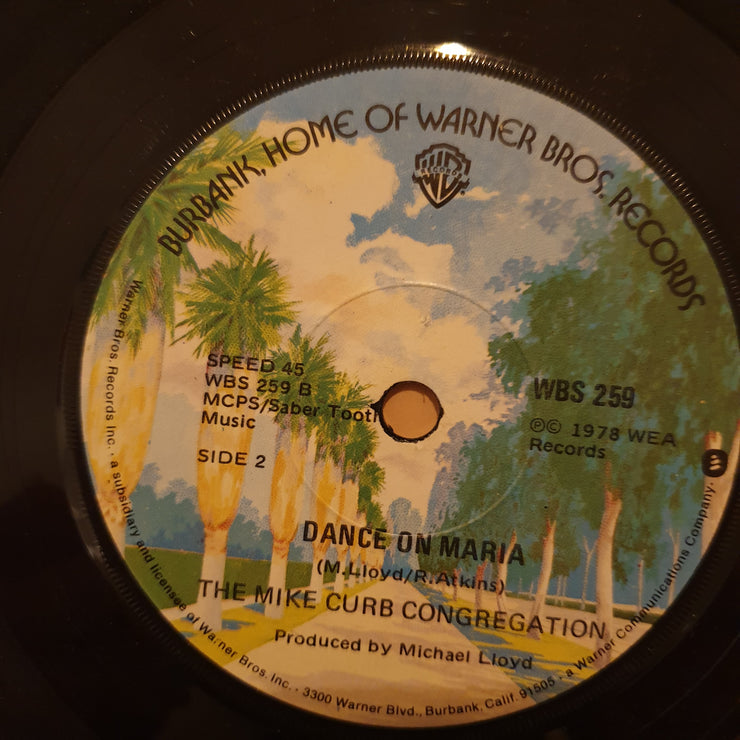 BURBANK, HOME OF WARNER BROS. RECORDS
W B
RECORDS
SPEED 45
WBS 259 B
MCPS/Saber Tooth
Music
SIDE 2
WBS 259
℗© 1978 WEA
Records
DANCE ON MARIA
(M.Lloyd/R.Atkins)
THE MIKE CURB CONGREGATION
Produced by Michael Lloyd
Warner Bros. Records Inc. · a subsidiary and licensee of Warner Bros. Inc. · 3300 Warner Blvd., Burbank, Calif. 91505 · a Warner Communications Company.